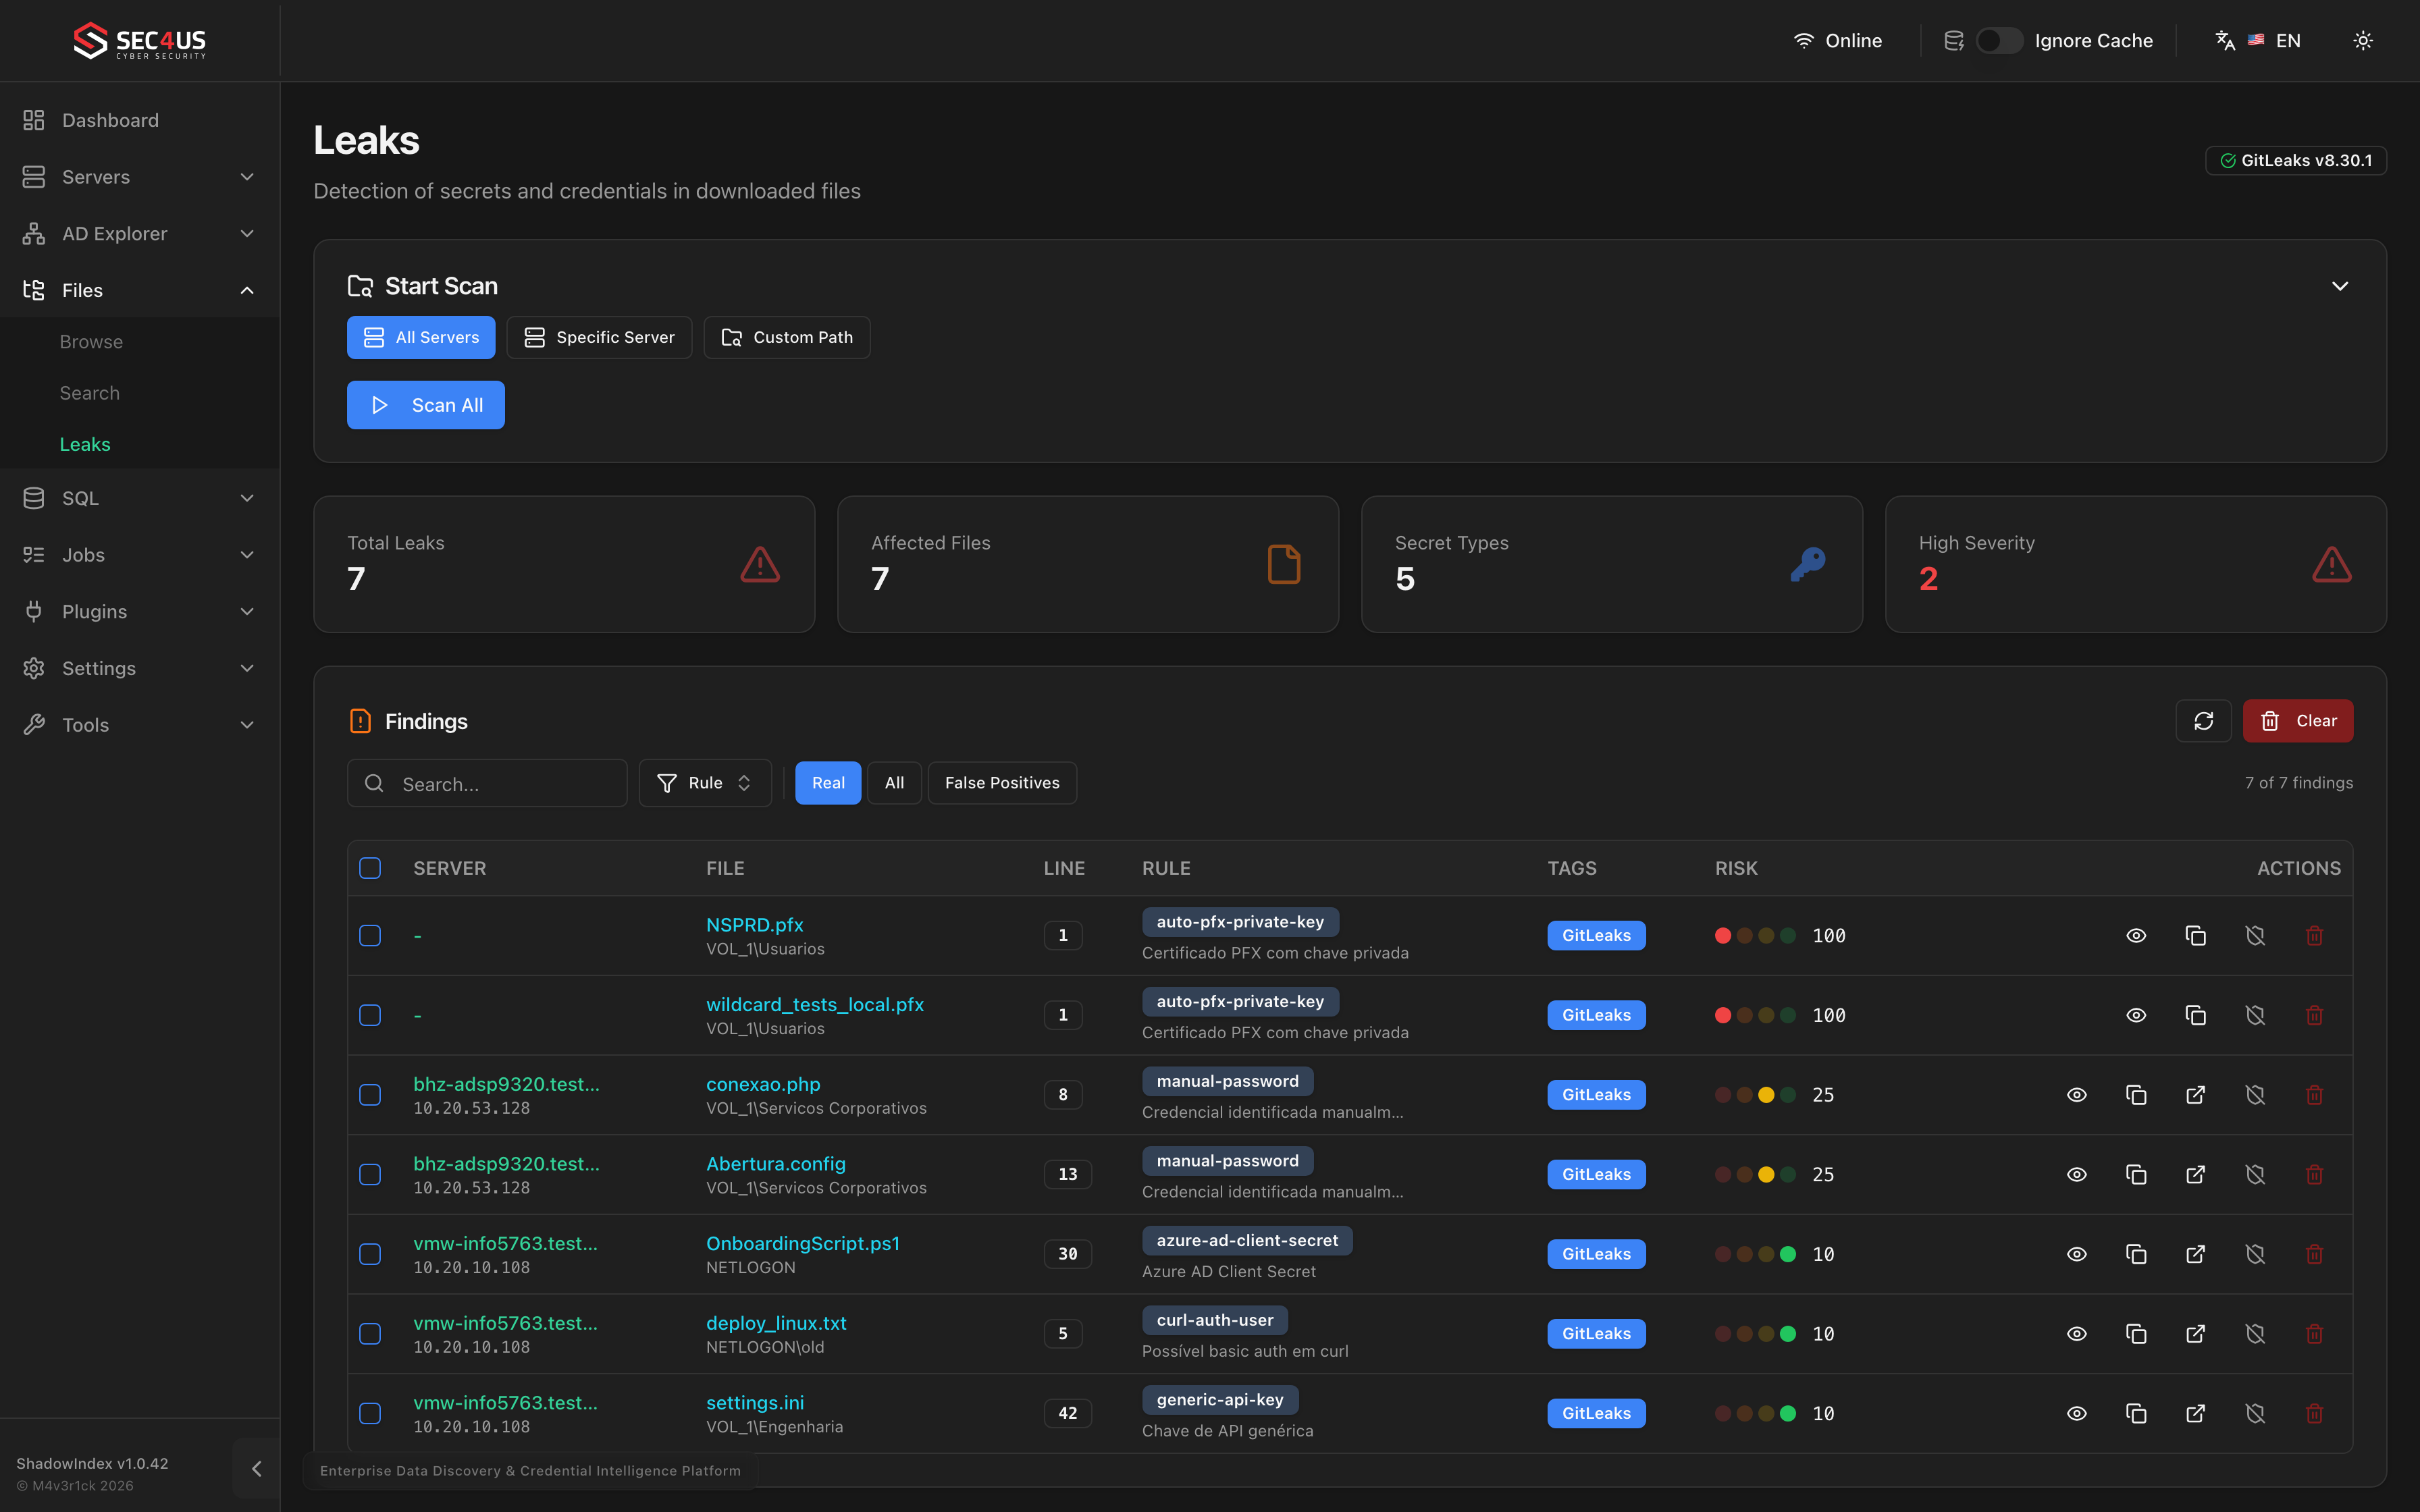 SEC4US
CYBER SECURITY
Online
Ignore Cache
EN
Dashboard
Servers
AD Explorer
Files
Browse
Search
Leaks
SQL
Jobs
Plugins
Settings
Tools
ShadowIndex v1.0.42
© M4v3r1ck 2026
Leaks
Detection of secrets and credentials in downloaded files
GitLeaks v8.30.1
Start Scan
All Servers Specific Server Custom Path
Scan All
Total Leaks
7
Affected Files
7
Secret Types
5
High Severity
2
Findings
Clear
Search...
Rule
Real All False Positives
7 of 7 findings
SERVER FILE LINE RULE TAGS RISK ACTIONS
- NSPRD.pfx 1 auto-pfx-private-key GitLeaks 100
VOL_1\Usuarios Certificado PFX com chave privada
- wildcard_tests_local.pfx 1 auto-pfx-private-key GitLeaks 100
VOL_1\Usuarios Certificado PFX com chave privada
bhz-adsp9320.test... conexao.php 8 manual-password GitLeaks 25
10.20.53.128 VOL_1\Servicos Corporativos Credencial identificada manualm...
bhz-adsp9320.test... Abertura.config 13 manual-password GitLeaks 25
10.20.53.128 VOL_1\Servicos Corporativos Credencial identificada manualm...
vmw-info5763.test... OnboardingScript.ps1 30 azure-ad-client-secret GitLeaks 10
10.20.10.108 NETLOGON Azure AD Client Secret
vmw-info5763.test... deploy_linux.txt 5 curl-auth-user GitLeaks 10
10.20.10.108 NETLOGON\old Possível basic auth em curl
vmw-info5763.test... settings.ini 42 generic-api-key GitLeaks 10
10.20.10.108 VOL_1\Engenharia Chave de API genérica
Enterprise Data Discovery & Credential Intelligence Platform